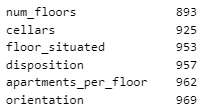 num_floors 893
cellars 925
floor_situated 953
disposition 957
apartments_per_floor 962
orientation 969